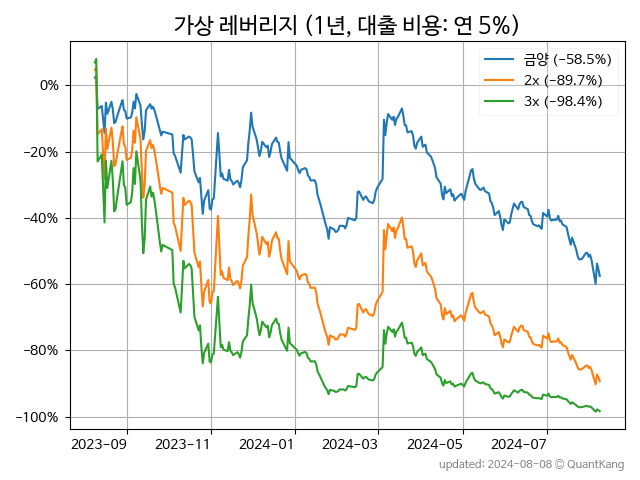 가상 레버리지 (1년, 대출 비용: 연 5%)
금양 (−58.5%)
2x (−89.7%)
3x (−98.4%)
0%
−20%
−40%
−60%
−80%
−100%
2023-09 2023-11 2024-01 2024-03 2024-05 2024-07
updated: 2024-08-08 © QuantKang